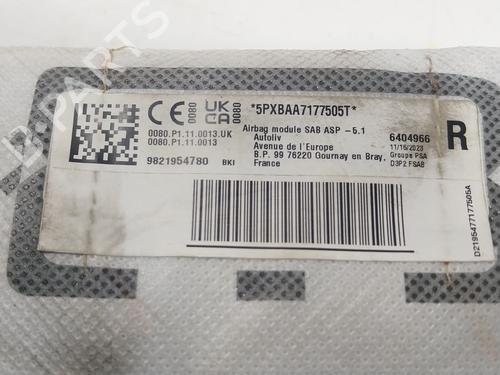 B-PARTS
CE 0080 UK CA 0080
*5PXBAA7177505T*
0080.P1.11.0013.UK
0080.P1.11.0013
9821954780 BKI
Airbag module SAB ASP -5.1
Autoliv
Avenue de l'Europe
B.P. 99 76220 Gournay en Bray,
France
6404966
11/16/2023
Groupe PSA
D3P2 FSAB
R
D2195477177505A